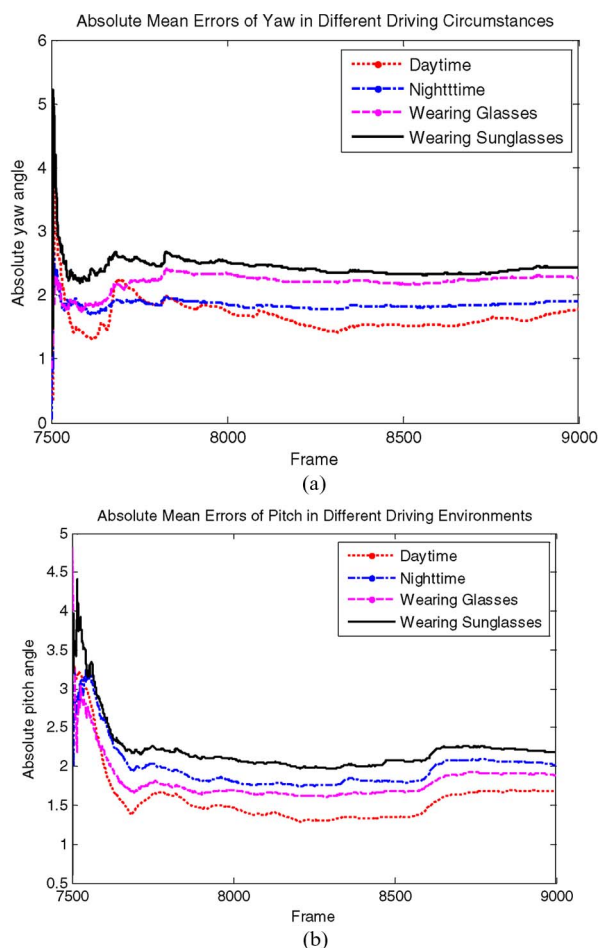 Absolute Mean Errors of Yaw in Different Driving Circumstances
6
5
4
3
2
1
0
Absolute yaw angle
Daytime
Nightttime
Wearing Glasses
Wearing Sunglasses
7500 8000 8500 9000
Frame
(a)
Absolute Mean Errors of Pitch in Different Driving Environments
5
4.5
4
3.5
3
2.5
2
1.5
1
0.5
Absolute pitch angle
Daytime
Nighttime
Wearing Glasses
Wearing Sunglasses
7500 8000 8500 9000
Frame
(b)